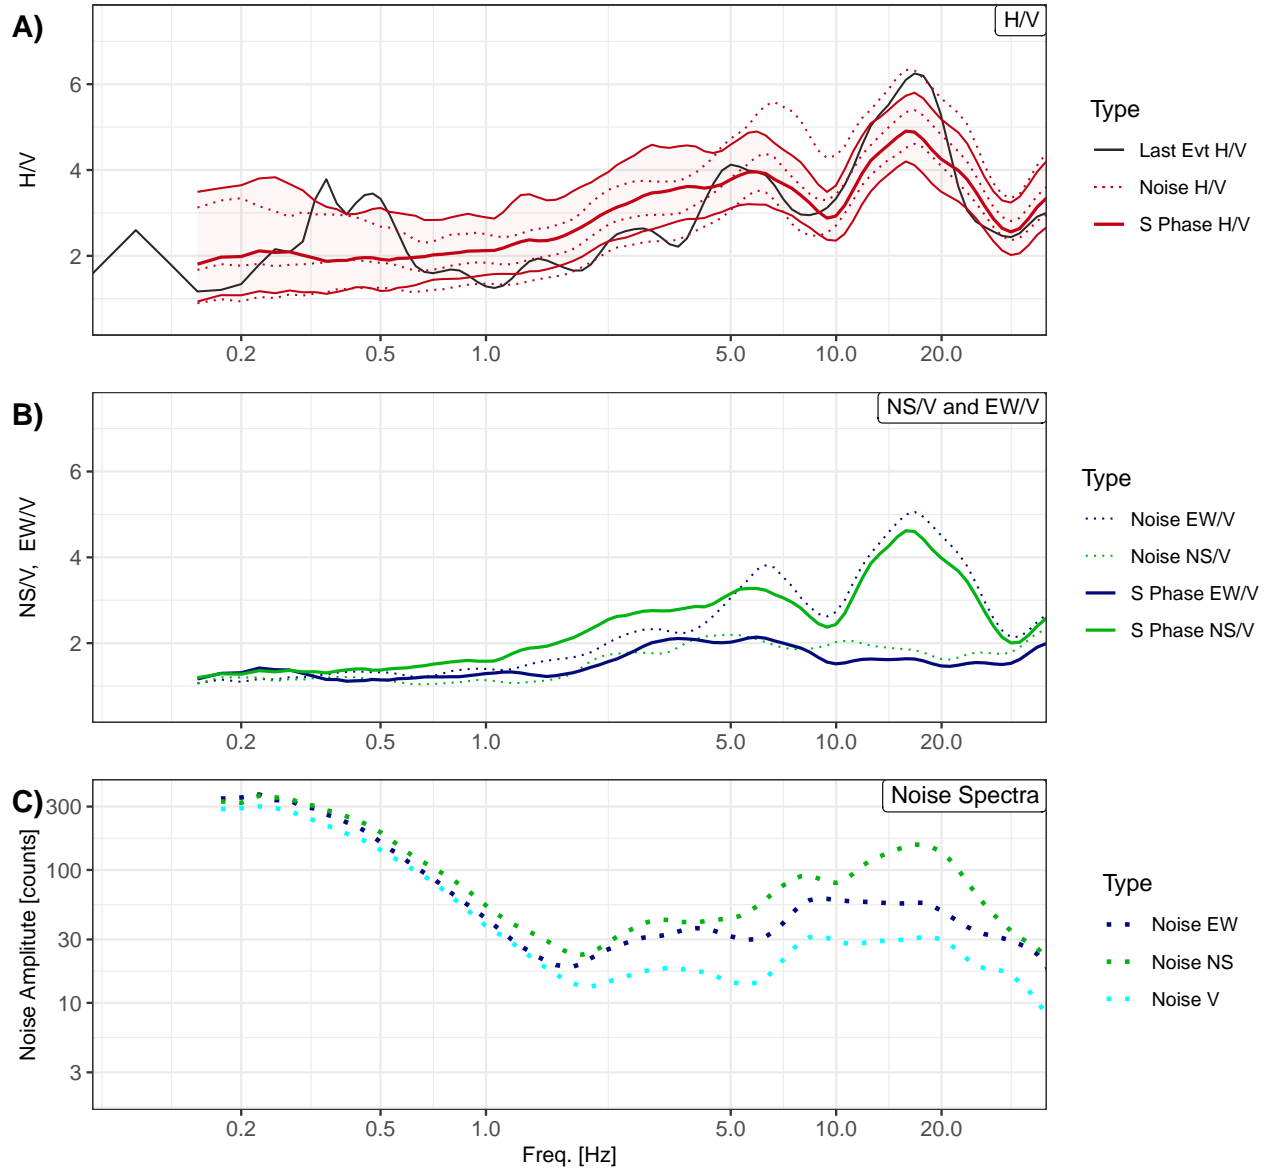 A)
H/V
H/V
6
4
2
0.2 0.5 1.0 5.0 10.0 20.0
Type
Last Evt H/V
Noise H/V
S Phase H/V
B)
NS/V and EW/V
NS/V, EW/V
6
4
2
0.2 0.5 1.0 5.0 10.0 20.0
Type
Noise EW/V
Noise NS/V
S Phase EW/V
S Phase NS/V
C)
Noise Spectra
Noise Amplitute [counts]
300
100
30
10
3
0.2 0.5 1.0 5.0 10.0 20.0
Freq. [Hz]
Type
Noise EW
Noise NS
Noise V